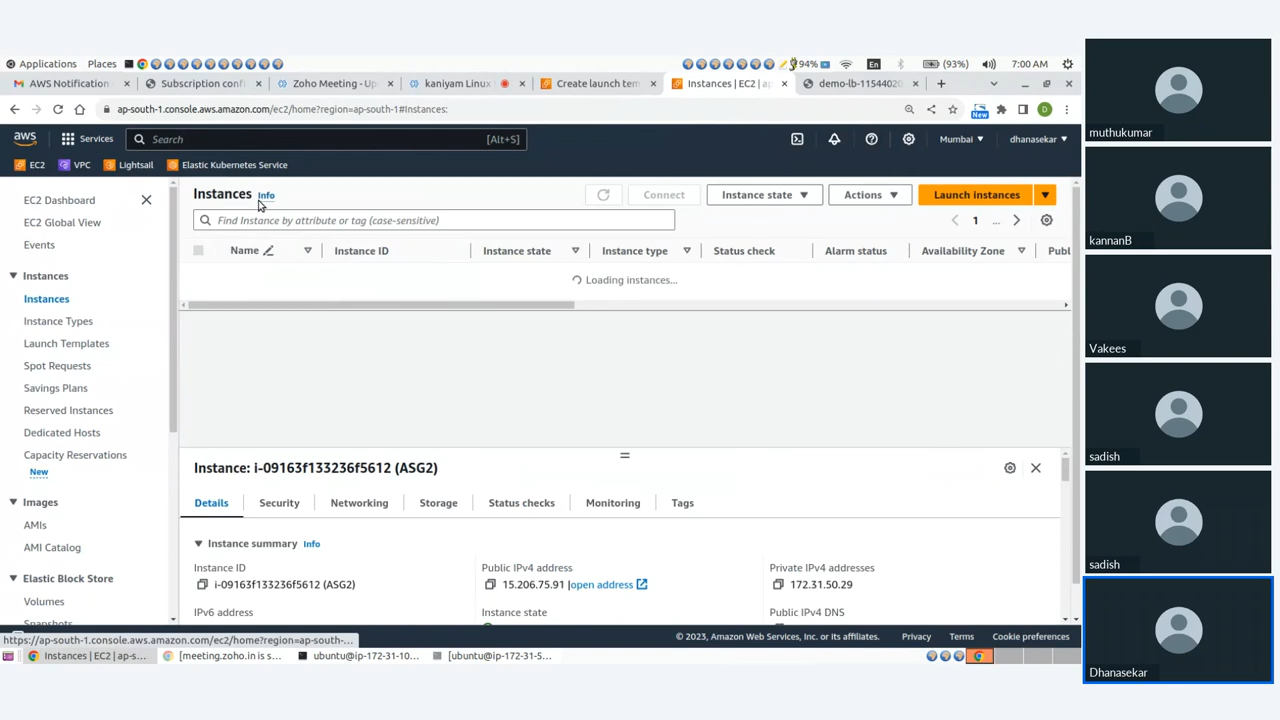 Applications Places 94% (93%) 7:00 AM
AWS Notification Subscription confi Zoho Meeting - Up kaniyam Linux Create launch tem Instances | EC2 | ap demo-lb-11544020
ap-south-1.console.aws.amazon.com/ec2/home?region=ap-south-1#Instances: New D
aws Services Search [Alt+S] Mumbai dhanasekar
EC2 VPC Lightsail Elastic Kubernetes Service
EC2 Dashboard
EC2 Global View
Events
Instances
Instances
Instance Types
Launch Templates
Spot Requests
Savings Plans
Reserved Instances
Dedicated Hosts
Capacity Reservations
New
Images
AMIs
AMI Catalog
Elastic Block Store
Volumes
Snapshots
Instances Info Connect Instance state Actions Launch instances
Find Instance by attribute or tag (case-sensitive) 1 ...
Name Instance ID Instance state Instance type Status check Alarm status Availability Zone Publ
Loading instances...
Instance: i-09163f133236f5612 (ASG2)
Details Security Networking Storage Status checks Monitoring Tags
Instance summary Info
Instance ID Public IPv4 address Private IPv4 addresses
i-09163f133236f5612 (ASG2) 15.206.75.91 |open address 172.31.50.29
IPv6 address Instance state Public IPv4 DNS
https://ap-south-1.console.aws.amazon.com/ec2/home?region=ap-south-... © 2023, Amazon Web Services, Inc. or its affiliates. Privacy Terms Cookie preferences
Instances | EC2 | ap-s... [meeting.zoho.in is s... ubuntu@ip-172-31-10... [ubuntu@ip-172-31-5...
muthukumar
kannanB
Vakees
sadish
sadish
Dhanasekar